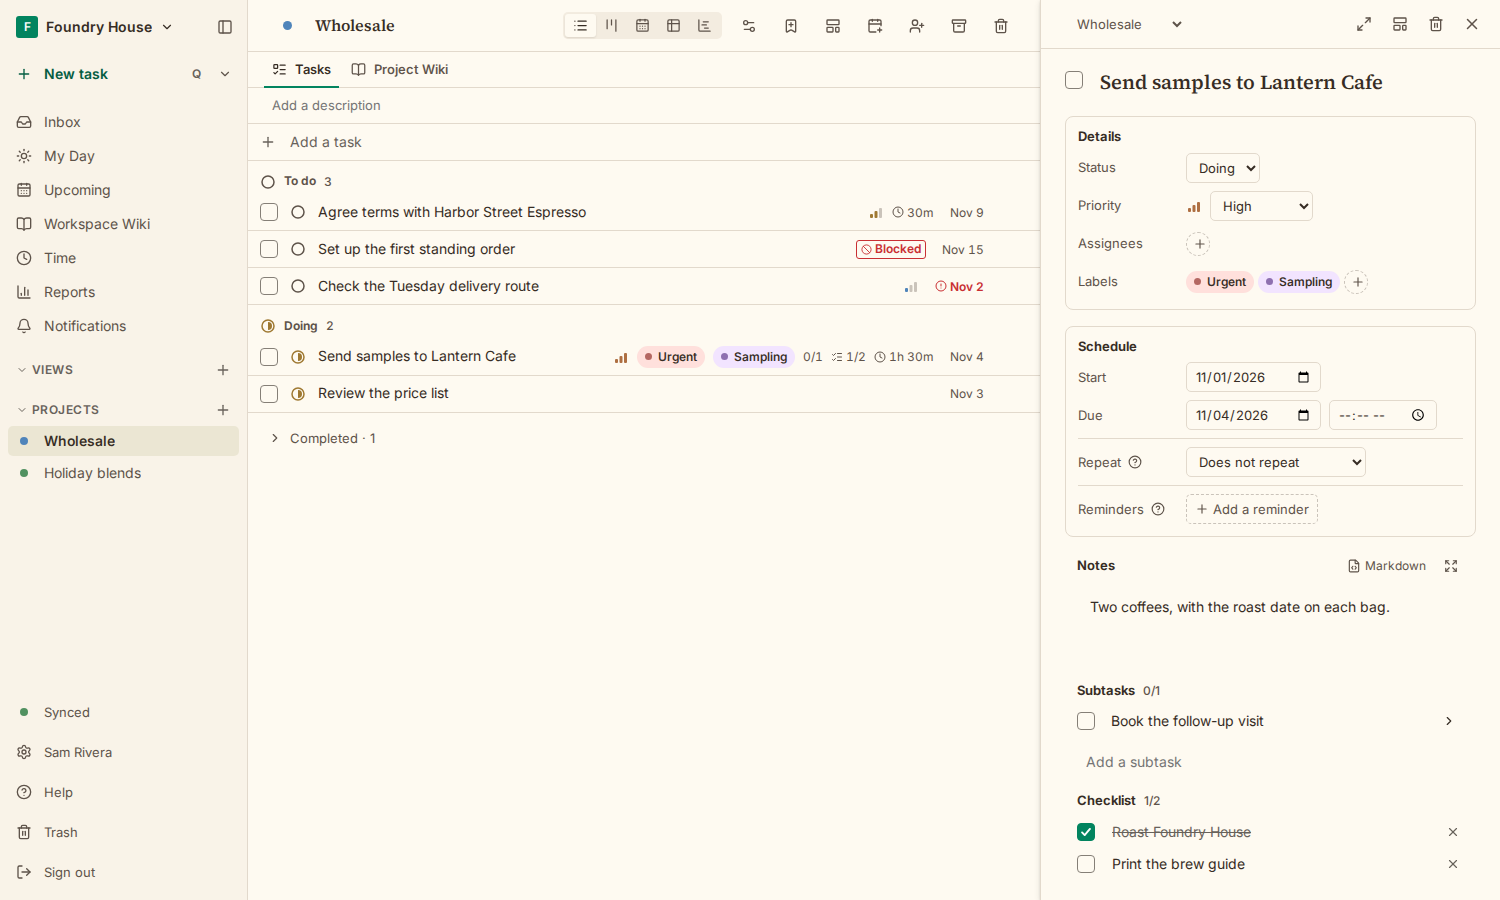 F Foundry House
New task Q
Inbox
My Day
Upcoming
Workspace Wiki
Time
Reports
Notifications
VIEWS
PROJECTS
Wholesale
Holiday blends
Synced
Sam Rivera
Help
Trash
Sign out
Wholesale
Tasks Project Wiki
Add a description
Add a task
To do 3
Agree terms with Harbor Street Espresso 30m Nov 9
Set up the first standing order Blocked Nov 15
Check the Tuesday delivery route Nov 2
Doing 2
Send samples to Lantern Cafe Urgent Sampling 0/1 1/2 1h 30m Nov 4
Review the price list Nov 3
Completed · 1
Wholesale
Send samples to Lantern Cafe
Details
Status Doing
Priority High
Assignees
Labels Urgent Sampling
Schedule
Start 11/01/2026
Due 11/04/2026 --:-- --
Repeat Does not repeat
Reminders Add a reminder
Notes Markdown
Two coffees, with the roast date on each bag.
Subtasks 0/1
Book the follow-up visit
Add a subtask
Checklist 1/2
Roast Foundry House
Print the brew guide